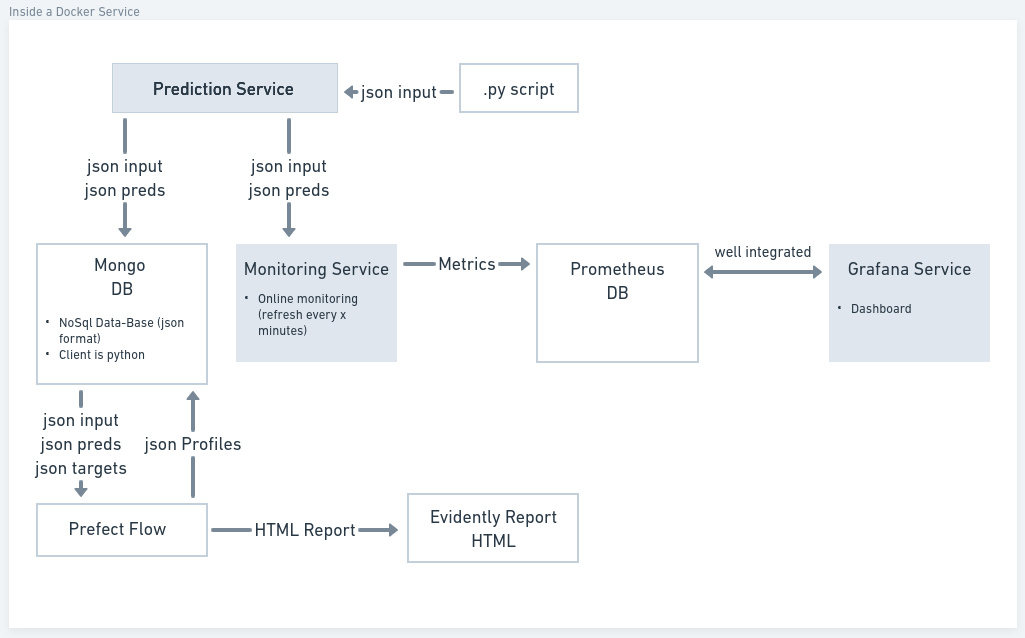 Inside a Docker Service
Prediction Service
json input
.py script
json input
json preds
json input
json preds
Mongo
DB
• NoSql Data-Base (json
format)
• Client is python
Monitoring Service
• Online monitoring
(refresh every x
minutes)
Metrics
Prometheus
DB
well integrated
Grafana Service
• Dashboard
json input
json preds
json targets
json Profiles
Prefect Flow
HTML Report
Evidently Report
HTML